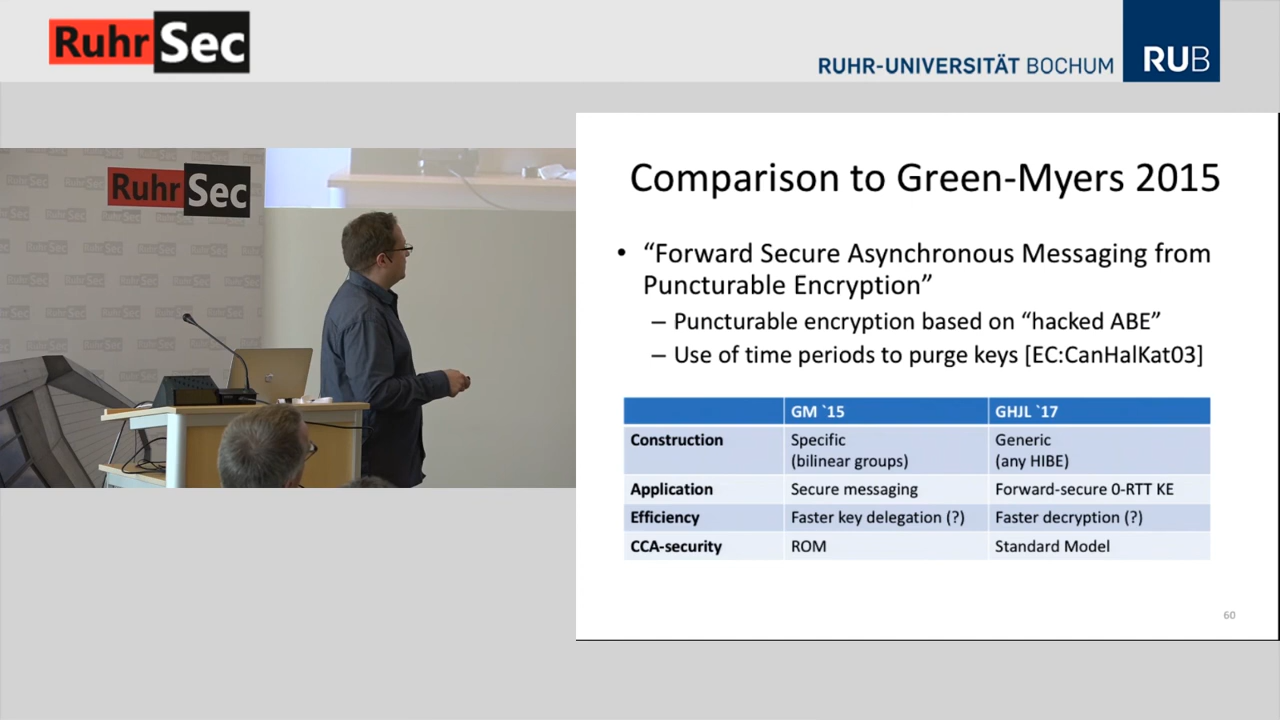 RuhrSec
RUHR-UNIVERSITÄT BOCHUM
RUB
RuhrSec
Comparison to Green-Myers 2015
• “Forward Secure Asynchronous Messaging from
Puncturable Encryption”
– Puncturable encryption based on “hacked ABE”
– Use of time periods to purge keys [EC:CanHalKat03]
GM `15 GHJL `17
Construction Specific Generic
(bilinear groups) (any HIBE)
Application Secure messaging Forward-secure 0-RTT KE
Efficiency Faster key delegation (?) Faster decryption (?)
CCA-security ROM Standard Model
60